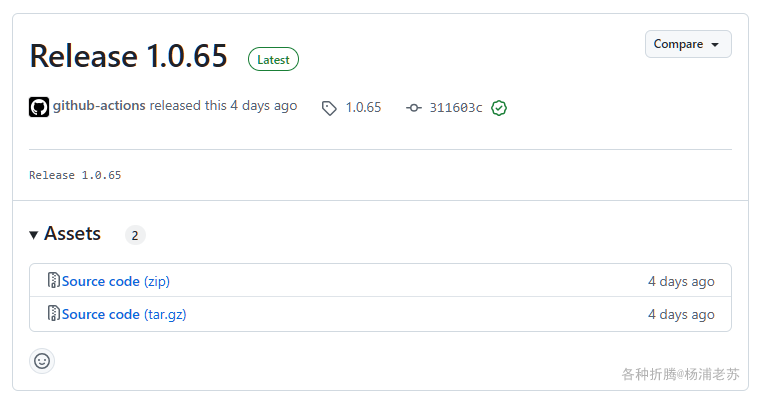 Release 1.0.65 Latest Compare
github-actions released this 4 days ago 1.0.65 311603c
Release 1.0.65
Assets 2
Source code (zip) 4 days ago
Source code (tar.gz) 4 days ago
各种折腾@杨浦老苏